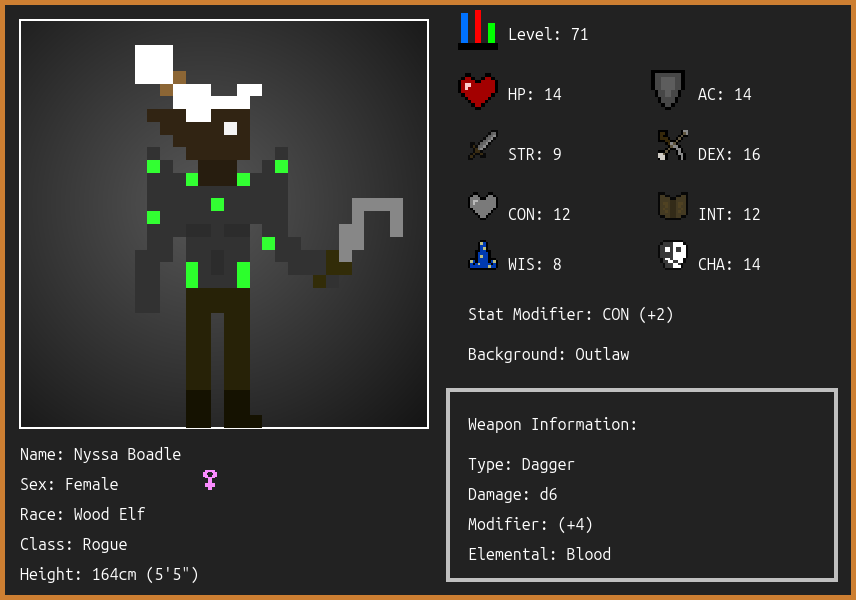 Level: 71
HP: 14
AC: 14
STR: 9
DEX: 16
CON: 12
INT: 12
WIS: 8
CHA: 14
Stat Modifier: CON (+2)
Background: Outlaw
Weapon Information:
Type: Dagger
Damage: d6
Modifier: (+4)
Elemental: Blood
Name: Nyssa Boadle
Sex: Female
Race: Wood Elf
Class: Rogue
Height: 164cm (5'5")